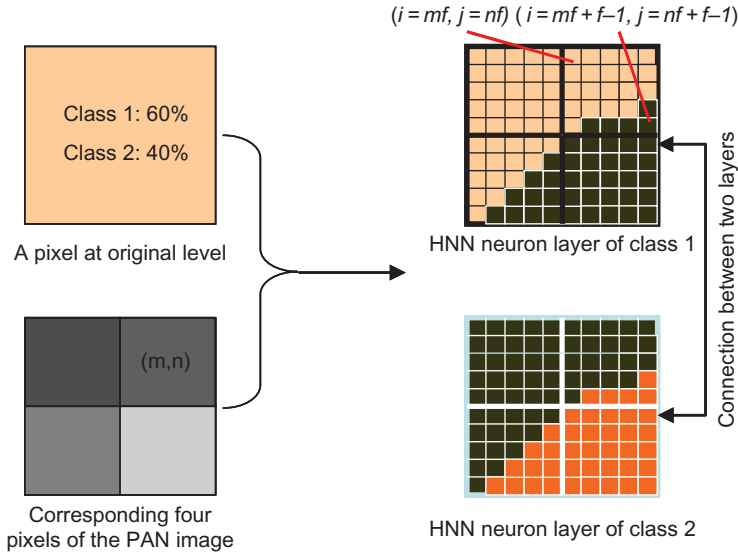 (i = mf, j = nf) ( i = mf + f–1, j = nf + f–1)
Class 1: 60%
Class 2: 40%
A pixel at original level
HNN neuron layer of class 1
Connection between two layers
(m,n)
Corresponding four
pixels of the PAN image
HNN neuron layer of class 2